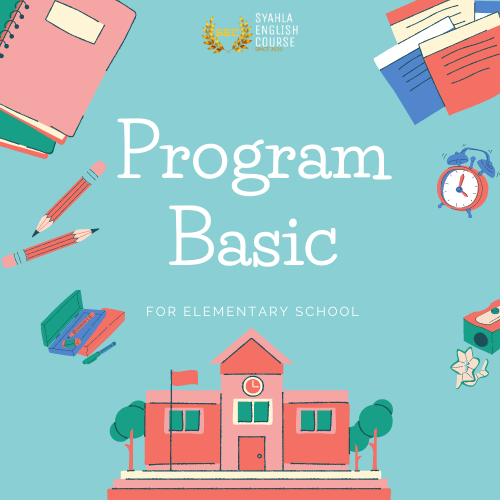 SYAHLA
ENGLISH
COURSE
Program
Basic
FOR ELEMENTARY SCHOOL